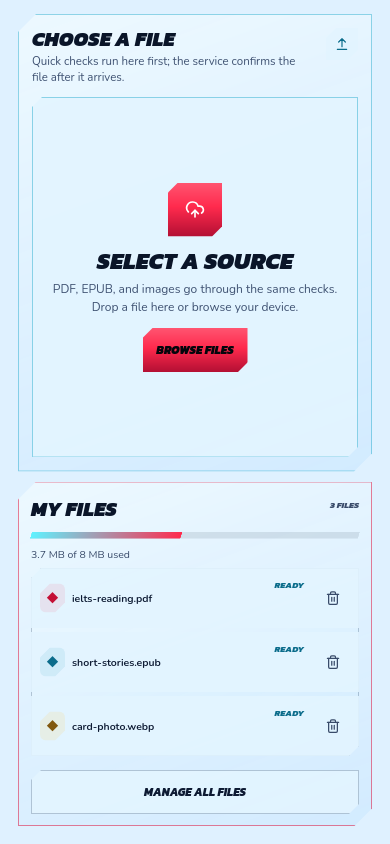 CHOOSE A FILE
Quick checks run here first; the service confirms the
file after it arrives.
SELECT A SOURCE
PDF, EPUB, and images go through the same checks.
Drop a file here or browse your device.
BROWSE FILES
MY FILES
3 FILES
3.7 MB of 8 MB used
ielts-reading.pdf
READY
short-stories.epub
READY
card-photo.webp
READY
MANAGE ALL FILES